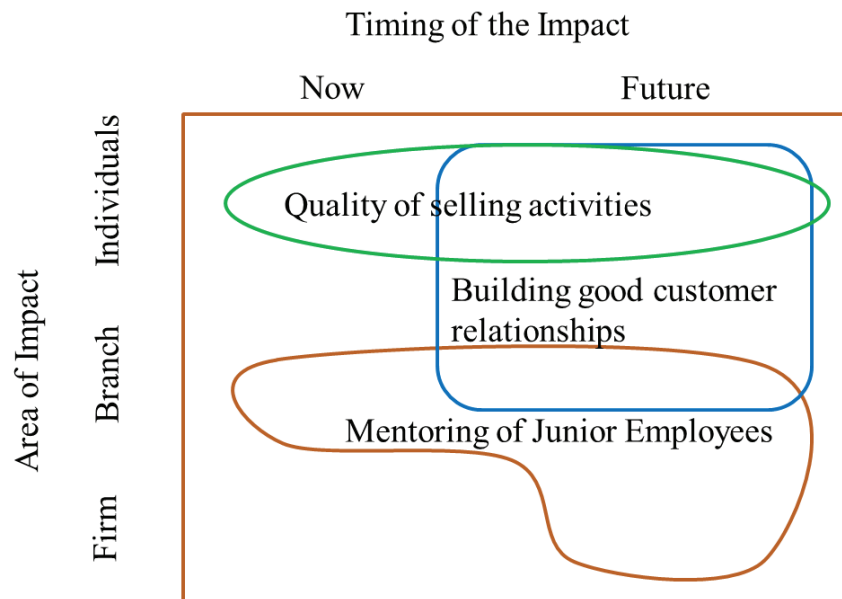 Timing of the Impact
Now
Future
Area of Impact
Individuals
Branch
Firm
Quality of selling activities
Building good customer
relationships
Mentoring of Junior Employees